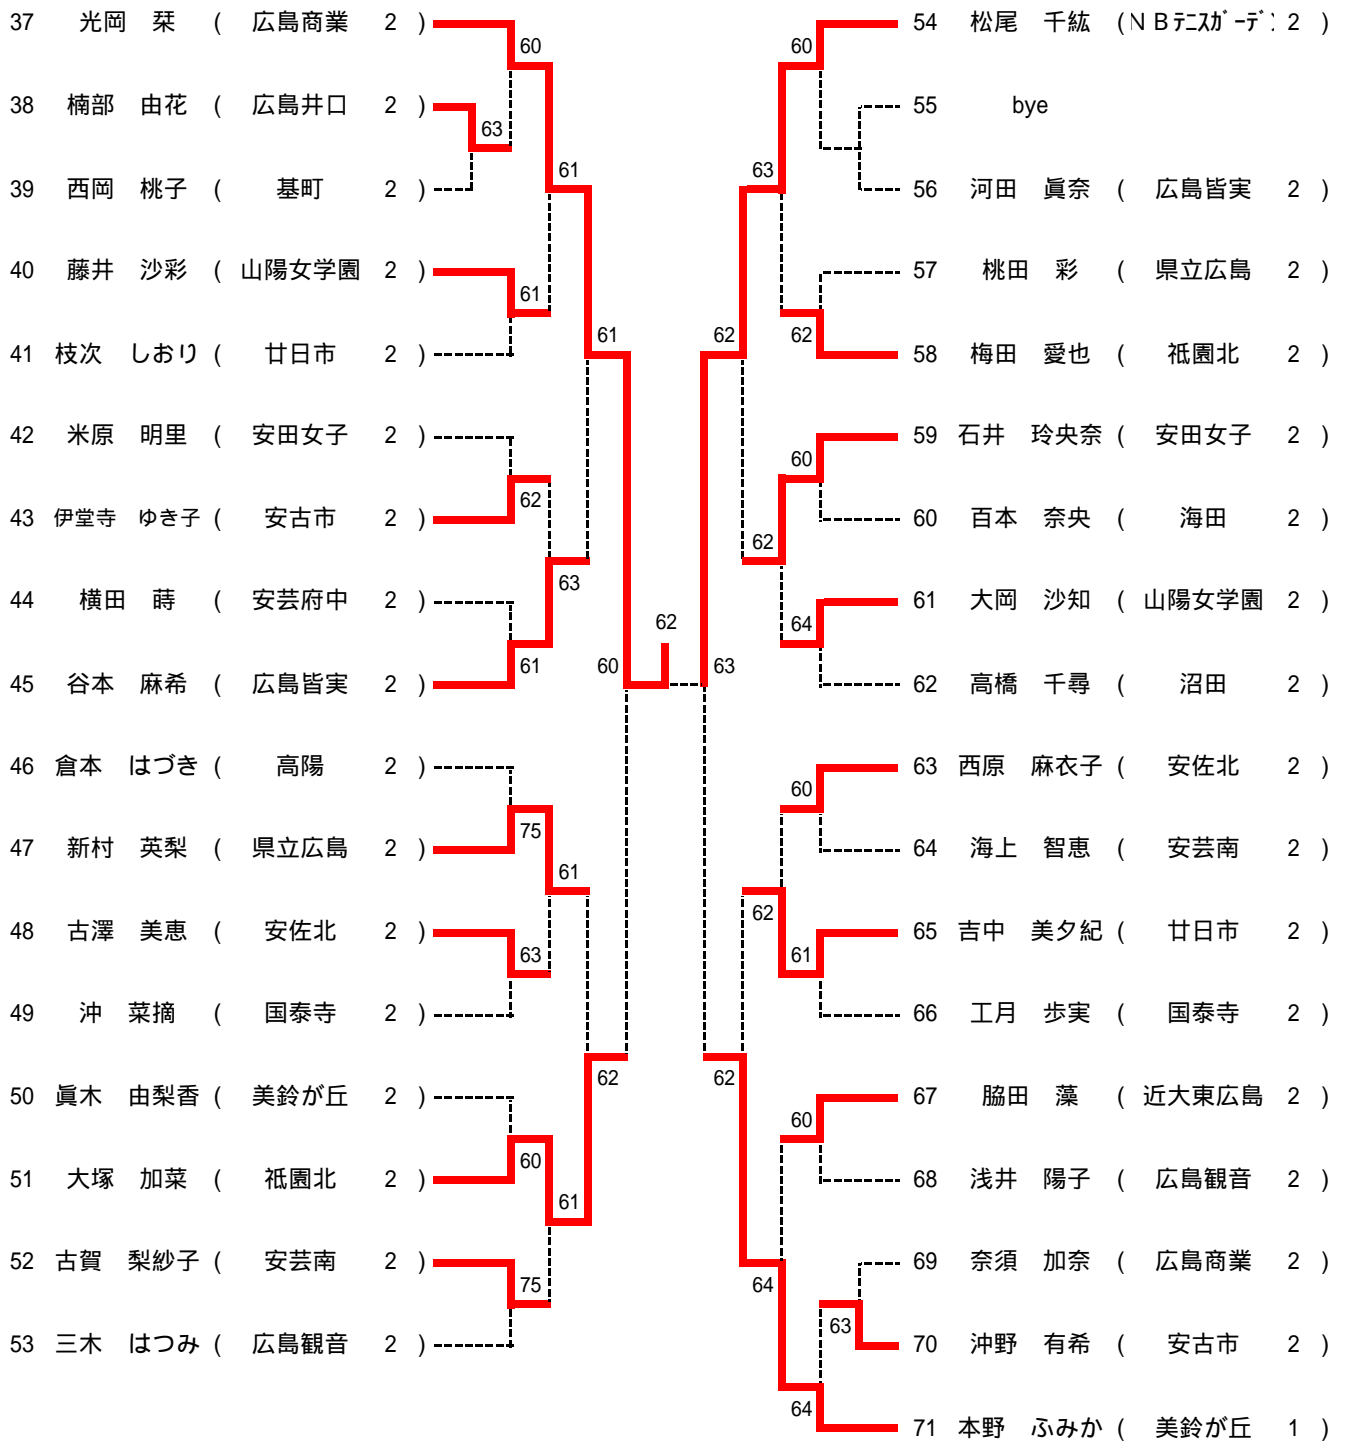 37 光岡 栞 ( 広島商業 2 )
60
38 楠部 由花 ( 広島井口 2 )
63
39 西岡 桃子 ( 基町 2 )
61
40 藤井 沙彩 ( 山陽女学園 2 )
61
41 枝次 しおり ( 廿日市 2 )
61
42 米原 明里 ( 安田女子 2 )
62
43 伊堂寺 ゆき子 ( 安古市 2 )
63
44 横田 蒔 ( 安芸府中 2 )
61
45 谷本 麻希 ( 広島皆実 2 )
60
46 倉本 はづき ( 高陽 2 )
75
47 新村 英梨 ( 県立広島 2 )
61
48 古澤 美恵 ( 安佐北 2 )
63
49 沖 菜摘 ( 国泰寺 2 )
62
50 眞木 由梨香 ( 美鈴が丘 2 )
60
51 大塚 加菜 ( 祗園北 2 )
61
52 古賀 梨紗子 ( 安芸南 2 )
75
53 三木 はつみ ( 広島観音 2 )
62
54 松尾 千紘 (ＮＢﾃﾆｽｶﾞｰﾃﾞ 2 )
60
55 bye
63
56 河田 眞奈 ( 広島皆実 2 )
57 桃田 彩 ( 県立広島 2 )
62
62
58 梅田 愛也 ( 祗園北 2 )
59 石井 玲央奈 ( 安田女子 2 )
60
60 百本 奈央 ( 海田 2 )
62
61 大岡 沙知 ( 山陽女学園 2 )
64
62 高橋 千尋 ( 沼田 2 )
63
63 西原 麻衣子 ( 安佐北 2 )
60
64 海上 智恵 ( 安芸南 2 )
62
65 吉中 美夕紀 ( 廿日市 2 )
61
66 工月 歩実 ( 国泰寺 2 )
62
67 脇田 藻 ( 近大東広島 2 )
60
68 浅井 陽子 ( 広島観音 2 )
69 奈須 加奈 ( 広島商業 2 )
64
63
70 沖野 有希 ( 安古市 2 )
64
71 本野 ふみか ( 美鈴が丘 1 )